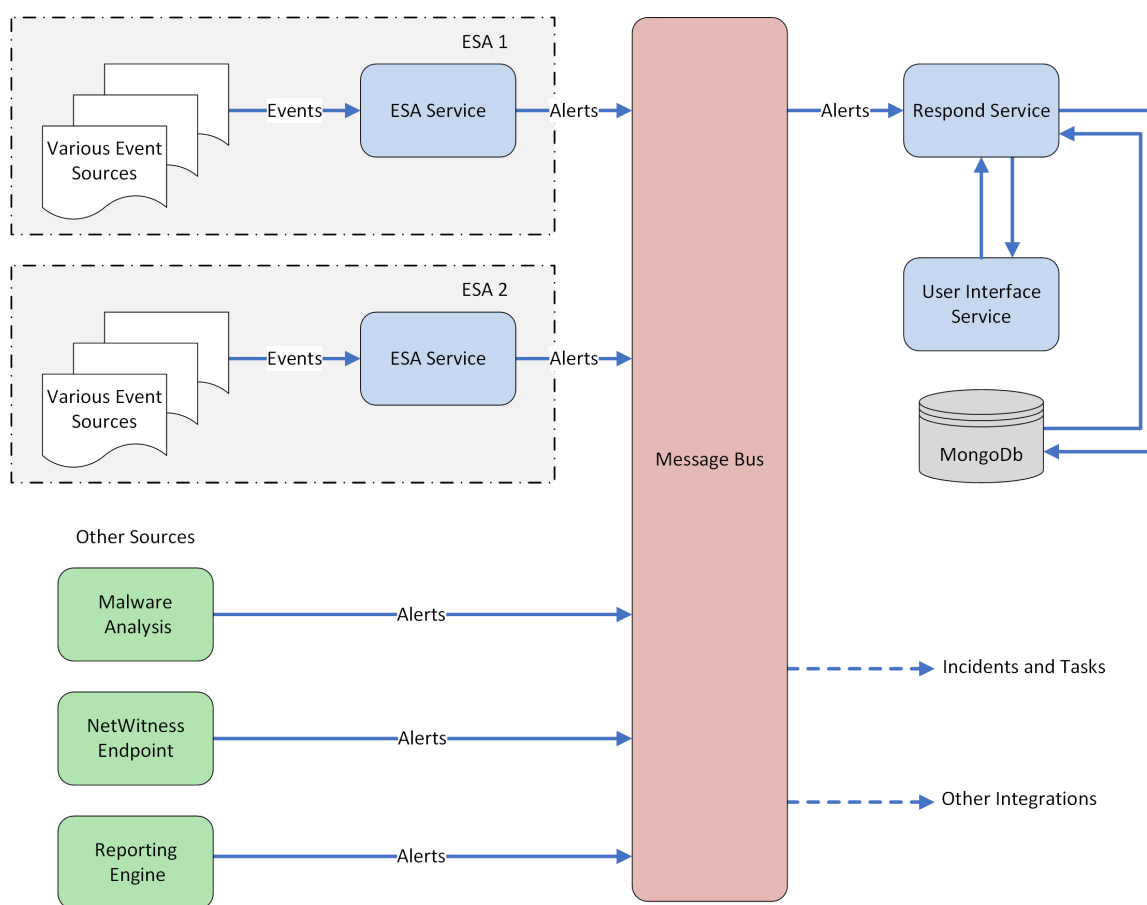 ESA 1
Various Event
Sources
Events
ESA Service
Alerts
ESA 2
Various Event
Sources
Events
ESA Service
Alerts
Other Sources
Malware
Analysis
Alerts
NetWitness
Endpoint
Alerts
Reporting
Engine
Alerts
Message Bus
Alerts
Respond Service
User Interface
Service
MongoDb
Incidents and Tasks
Other Integrations